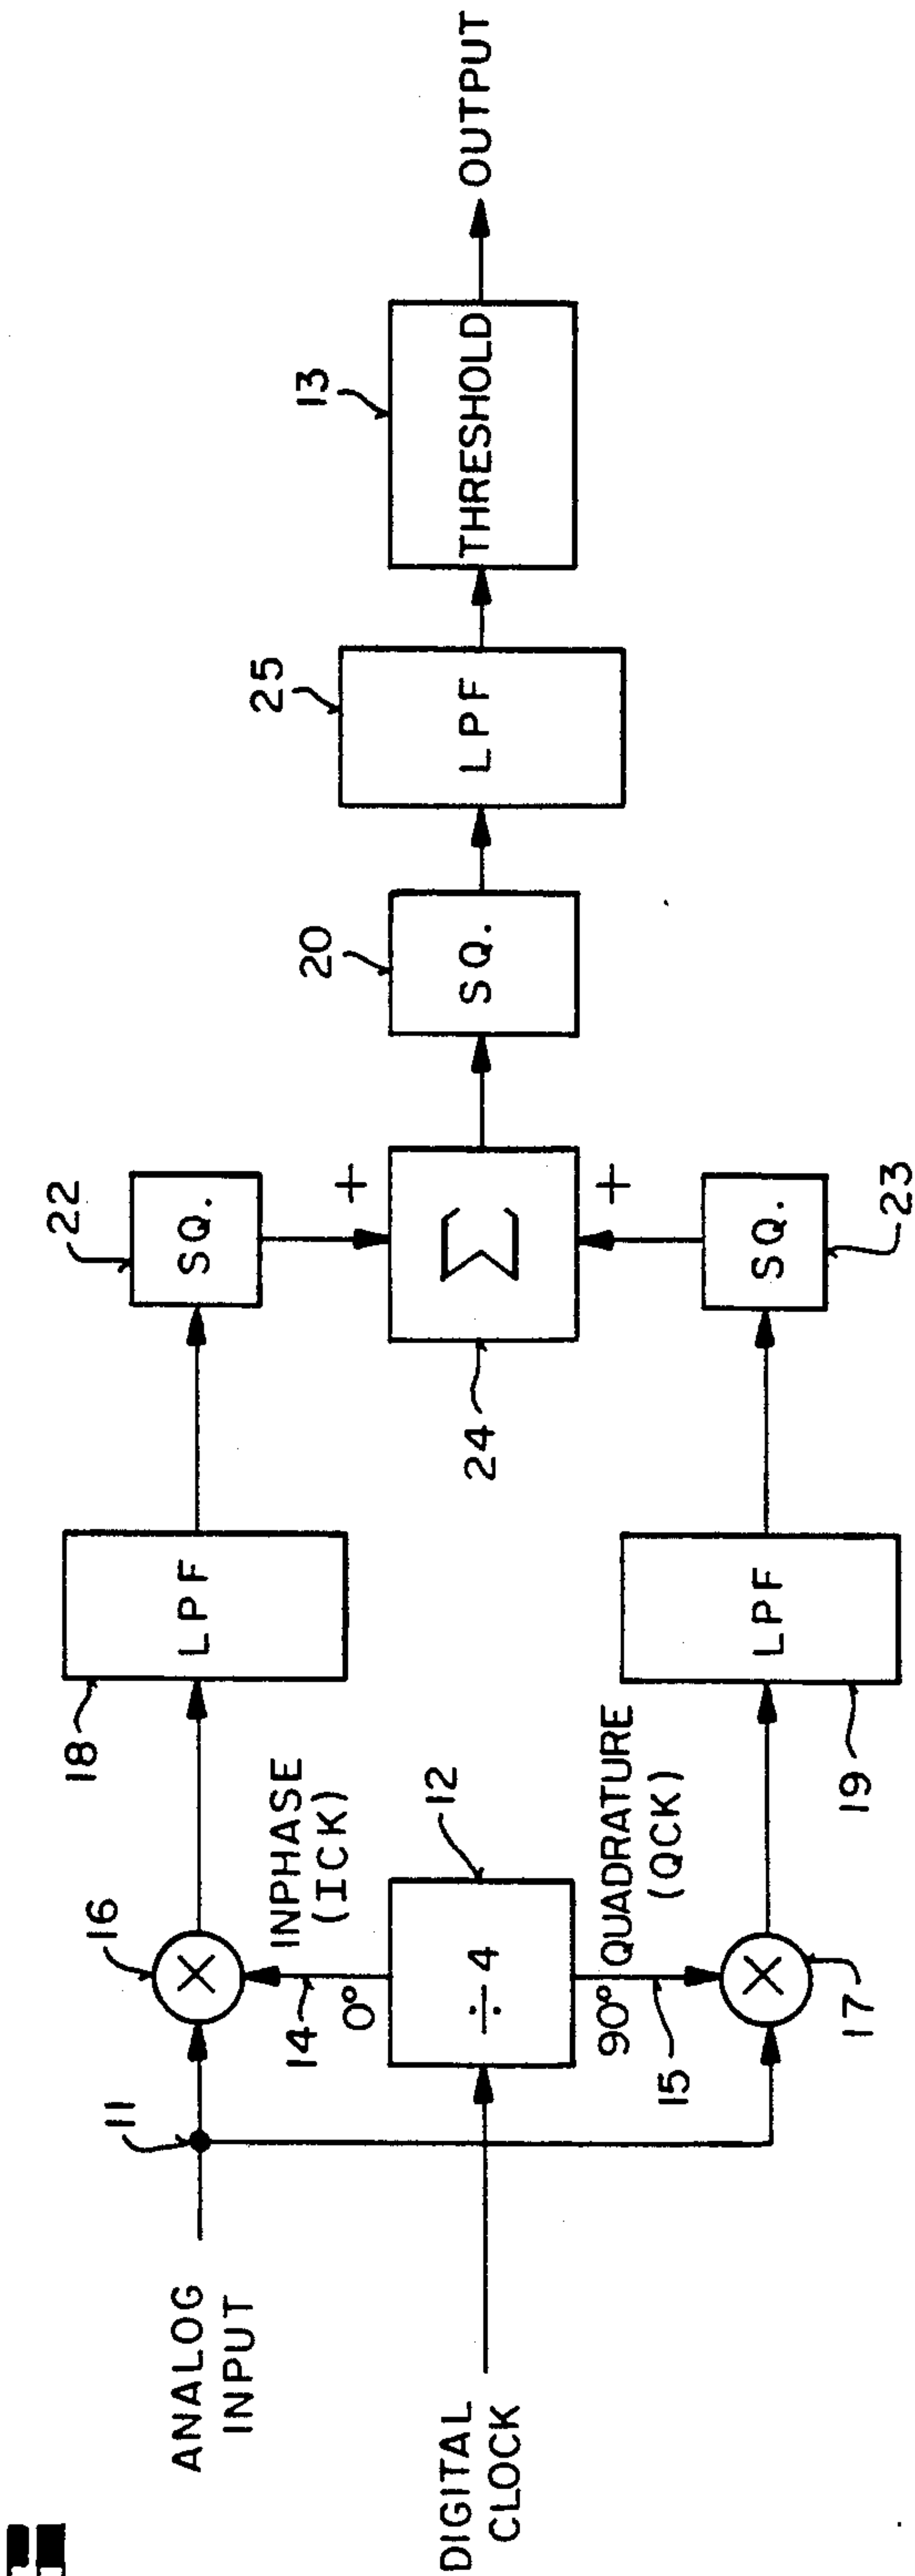 ANALOG
INPUT
11
16
18
LPF
22
SQ.
14
0°
INPHASE
(ICK)
DIGITAL
CLOCK
÷4
12
24
Σ
+
+
20
SQ.
25
LPF
13
THRESHOLD
OUTPUT
15
90°
QUADRATURE
(QCK)
17
19
LPF
23
SQ.